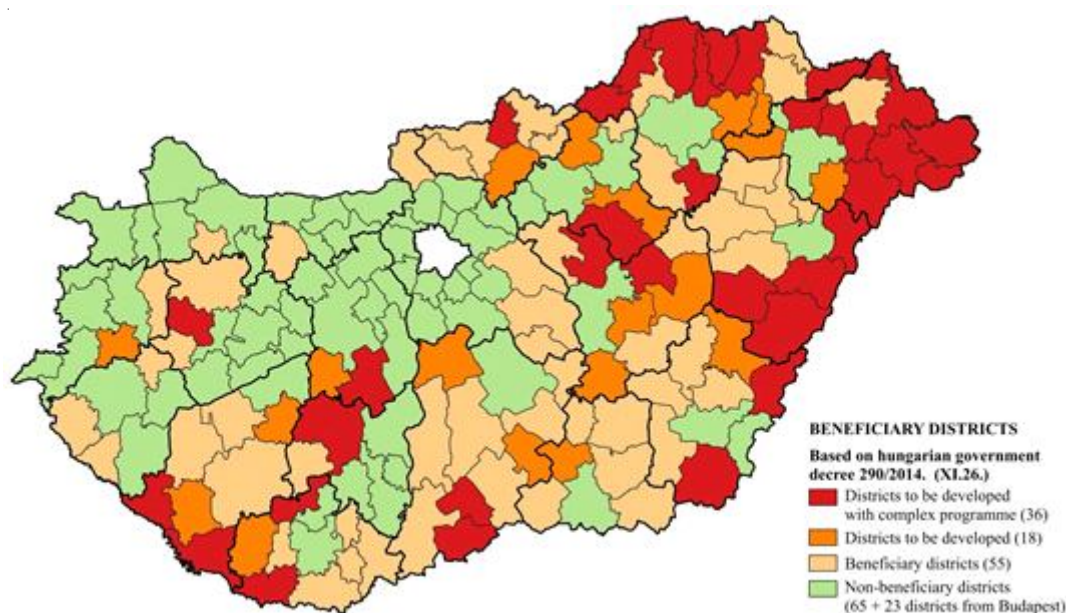 BENEFICIARY DISTRICTS
Based on hungarian government
decree 290/2014. (XI.26.)
Districts to be developed
with complex programme (36)
Districts to be developed (18)
Beneficiary districts (55)
Non-beneficiary districts
(65 + 23 districts from Budapest)